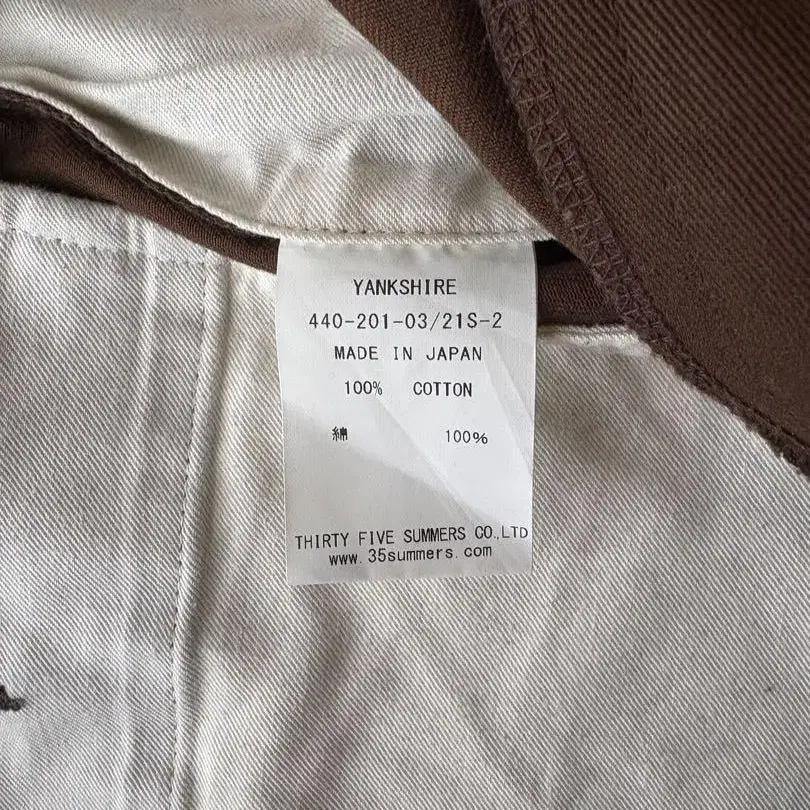 YANKSHIRE
440-201-03/21S-2
MADE IN JAPAN
100% COTTON
綿 100%
THIRTY FIVE SUMMERS CO.,LTD
www.35summers.com